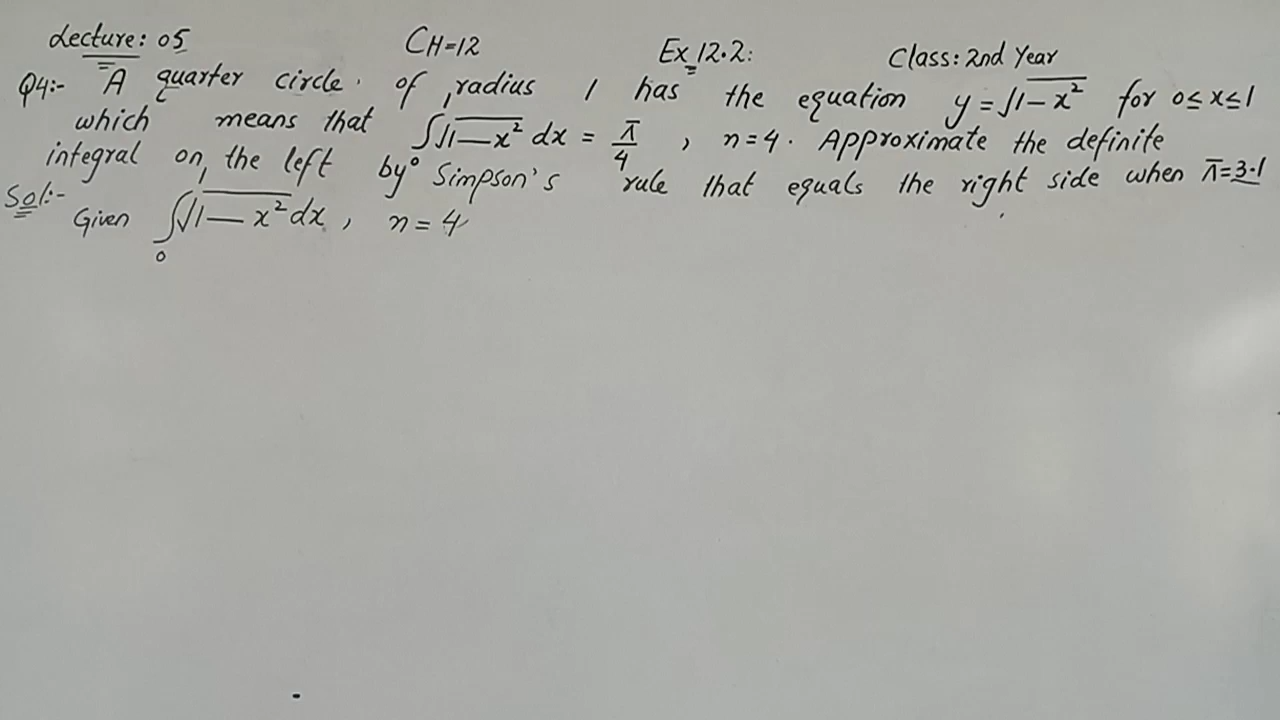 Lecture: 05 CH=12 Ex 12.2: Class: 2nd Year
Q4:- A quarter circle of radius 1 has the equation y = √1-x² for 0≤x≤1
which means that ∫₀¹√1-x² dx = π/4 , n=4. Approximate the definite
integral on the left by Simpson's rule that equals the right side when π=3.1
Sol:- Given ∫₀¹√1-x² dx , n=4